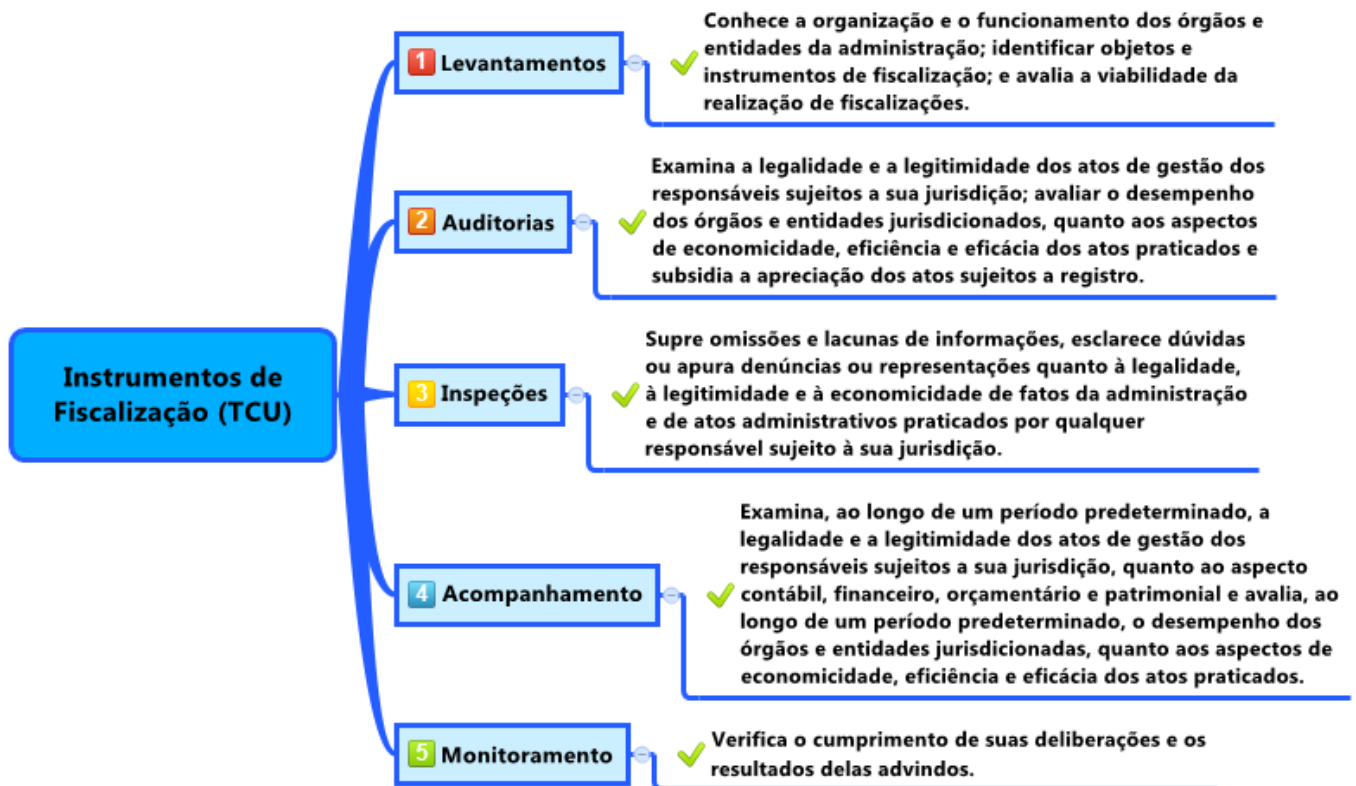 Instrumentos de
Fiscalização (TCU)
1 Levantamentos
Conhece a organização e o funcionamento dos órgãos e
entidades da administração; identificar objetos e
instrumentos de fiscalização; e avalia a viabilidade da
realização de fiscalizações.
2 Auditorias
Examina a legalidade e a legitimidade dos atos de gestão dos
responsáveis sujeitos a sua jurisdição; avaliar o desempenho
dos órgãos e entidades jurisdicionados, quanto aos aspectos
de economicidade, eficiência e eficácia dos atos praticados e
subsidia a apreciação dos atos sujeitos a registro.
3 Inspeções
Supre omissões e lacunas de informações, esclarece dúvidas
ou apura denúncias ou representações quanto à legalidade,
à legitimidade e à economicidade de fatos da administração
e de atos administrativos praticados por qualquer
responsável sujeito à sua jurisdição.
4 Acompanhamento
Examina, ao longo de um período predeterminado, a
legalidade e a legitimidade dos atos de gestão dos
responsáveis sujeitos a sua jurisdição, quanto ao aspecto
contábil, financeiro, orçamentário e patrimonial e avalia, ao
longo de um período predeterminado, o desempenho dos
órgãos e entidades jurisdicionadas, quanto aos aspectos de
economicidade, eficiência e eficácia dos atos praticados.
5 Monitoramento
Verifica o cumprimento de suas deliberações e os
resultados delas advindos.